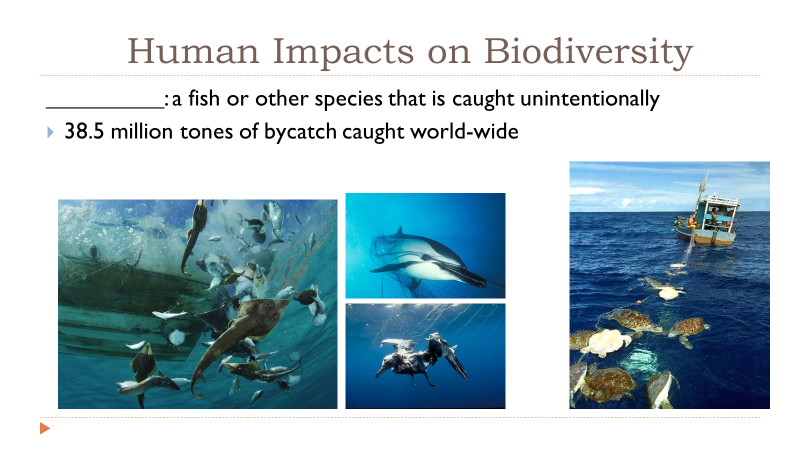 Human Impacts on Biodiversity
__________: a fish or other species that is caught unintentionally
38.5 million tones of bycatch caught world-wide